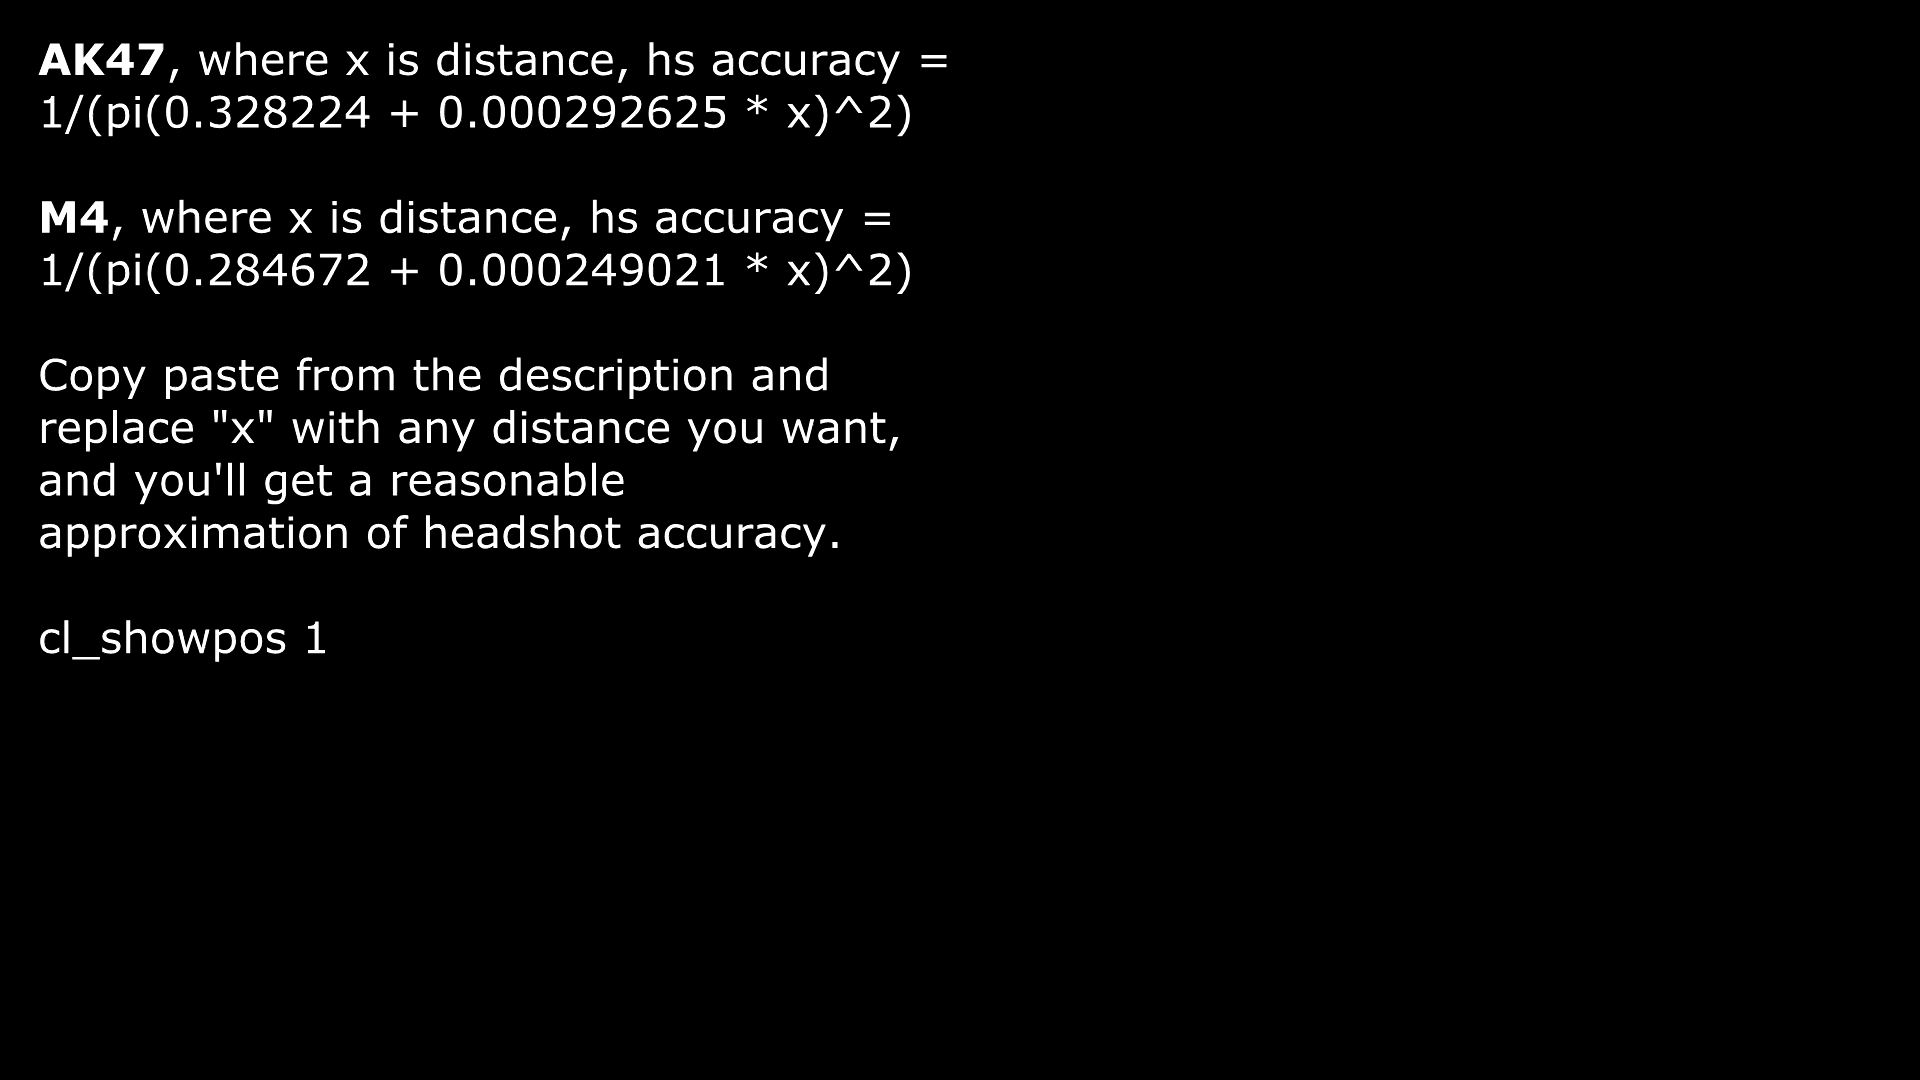 AK47, where x is distance, hs accuracy =
1/(pi(0.328224 + 0.000292625 * x)^2)
M4, where x is distance, hs accuracy =
1/(pi(0.284672 + 0.000249021 * x)^2)
Copy paste from the description and
replace "x" with any distance you want,
and you'll get a reasonable
approximation of headshot accuracy.
cl_showpos 1